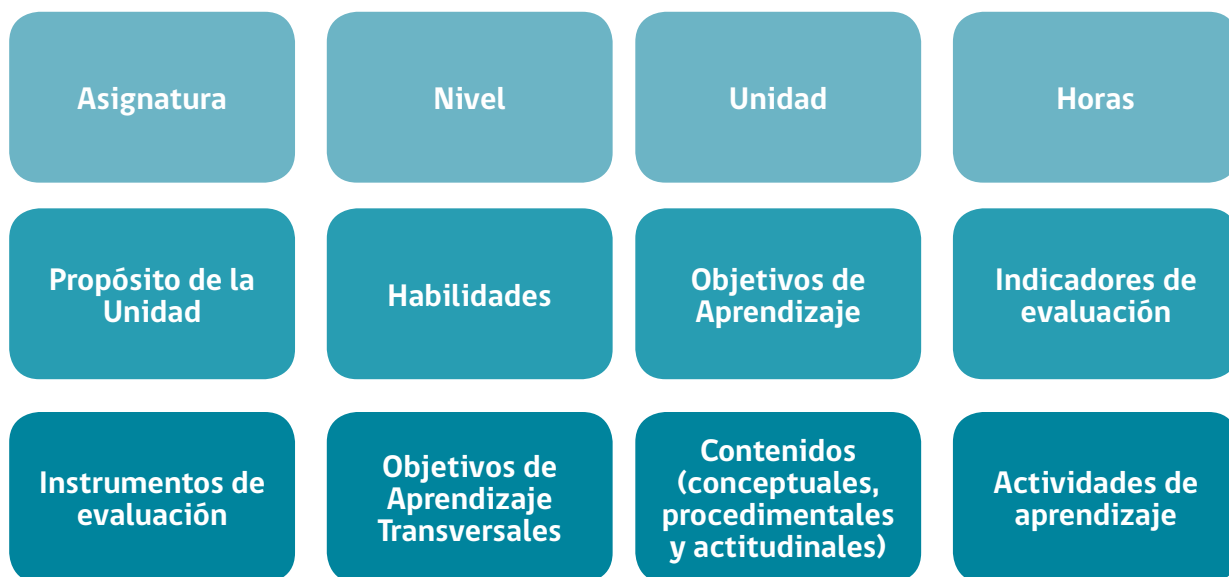 Asignatura
Nivel
Unidad
Horas
Propósito de la
Unidad
Habilidades
Objetivos de
Aprendizaje
Indicadores de
evaluación
Instrumentos de
evaluación
Objetivos de
Aprendizaje
Transversales
Contenidos
(conceptuales,
procedimentales
y actitudinales)
Actividades de
aprendizaje